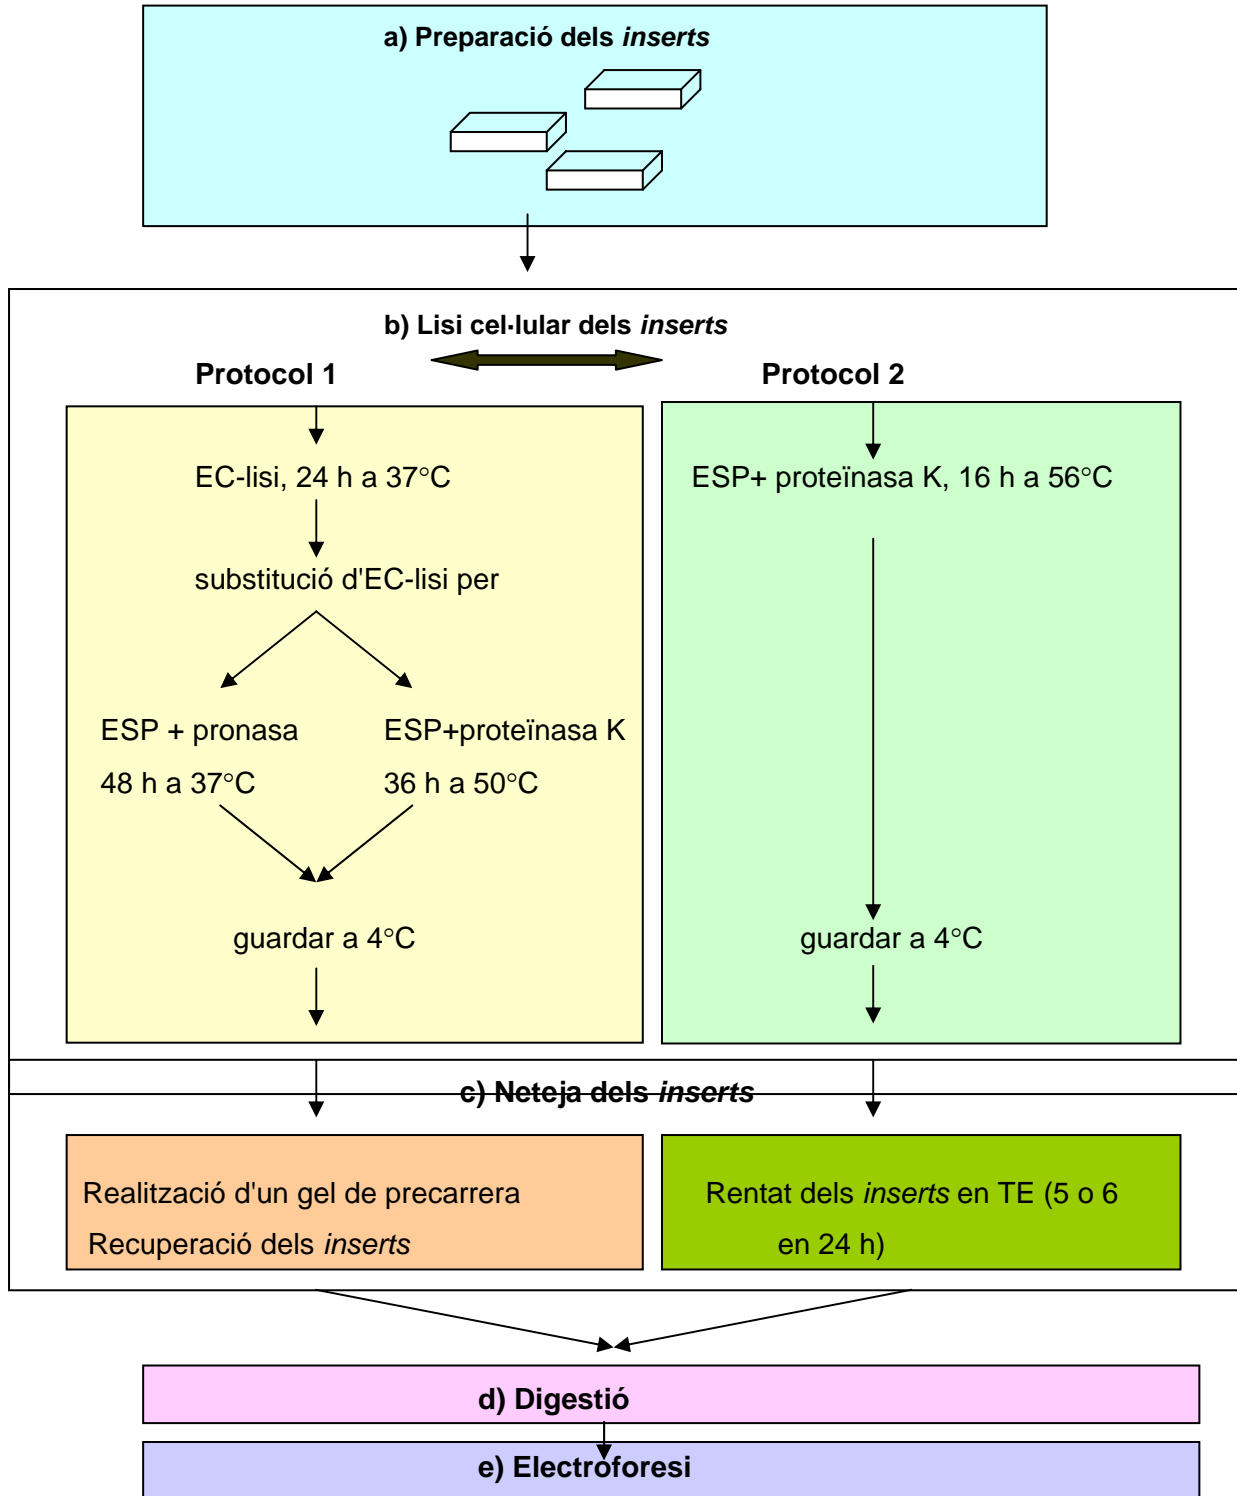 a) Preparació dels inserts
b) Lisi cel·lular dels inserts
Protocol 1
Protocol 2
EC-lisi, 24 h a 37°C
substitució d'EC-lisi per
ESP + pronasa
48 h a 37°C
ESP+proteïnasa K
36 h a 50°C
guardar a 4°C
ESP+ proteïnasa K, 16 h a 56°C
guardar a 4°C
c) Neteja dels inserts
Realització d'un gel de precarrera
Recuperació dels inserts
Rentat dels inserts en TE (5 o 6
en 24 h)
d) Digestió
e) Electroforesi